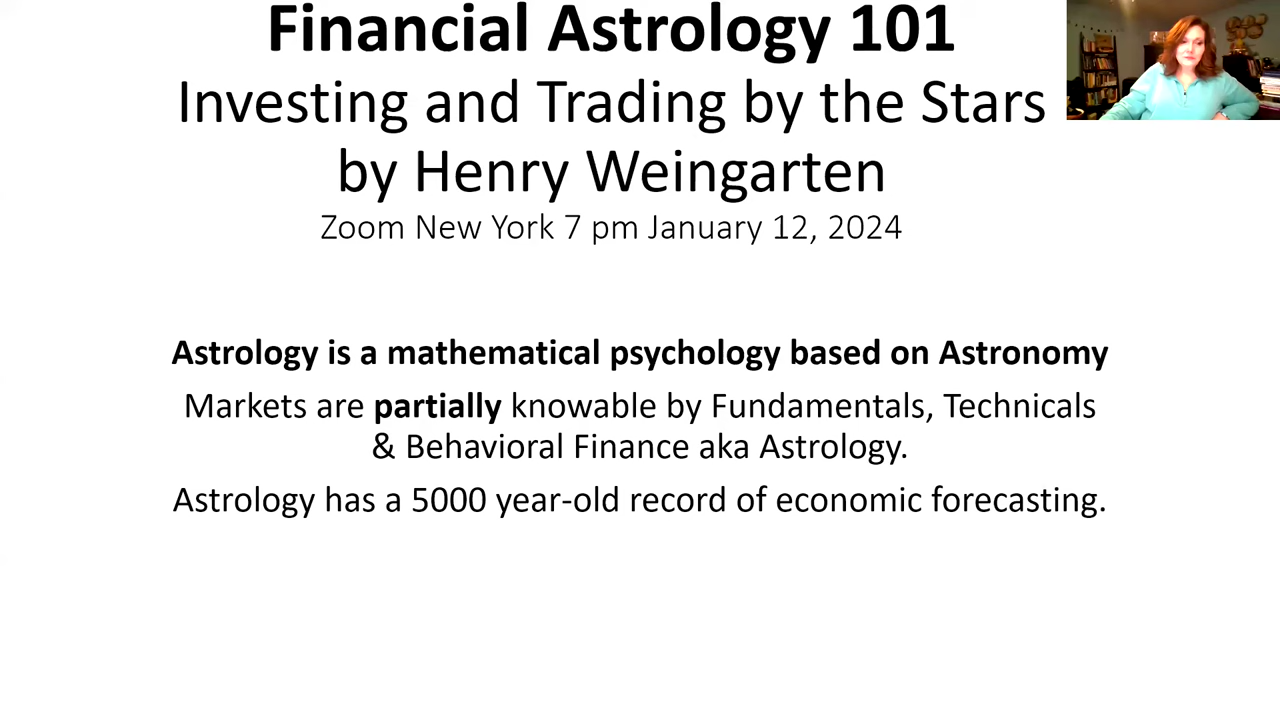 Financial Astrology 101
Investing and Trading by the Stars
by Henry Weingarten
Zoom New York 7 pm January 12, 2024
Astrology is a mathematical psychology based on Astronomy
Markets are partially knowable by Fundamentals, Technicals
& Behavioral Finance aka Astrology.
Astrology has a 5000 year-old record of economic forecasting.